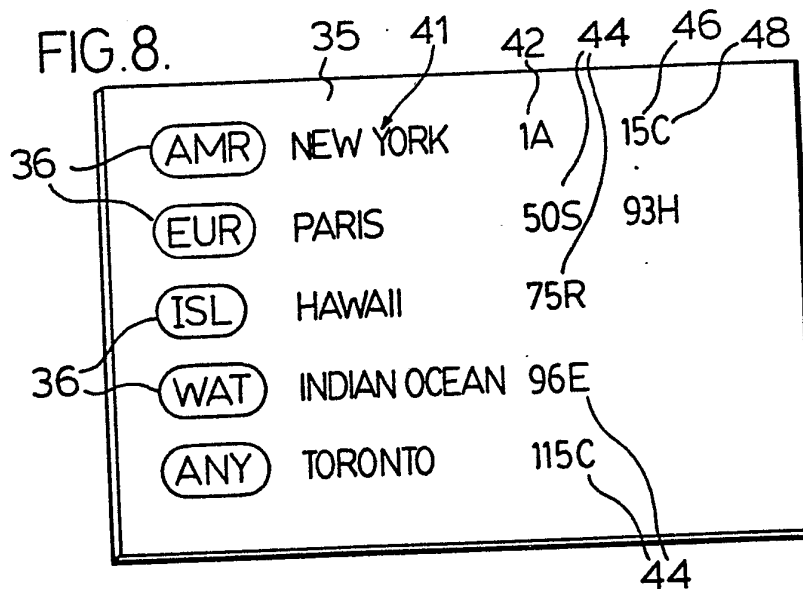 FIG.8.
35 41 42 44 46 48
AMR NEW YORK 1A 15C
36
EUR PARIS 50S 93H
ISL HAWAII 75R
36
WAT INDIAN OCEAN 96E
ANY TORONTO 115C
44